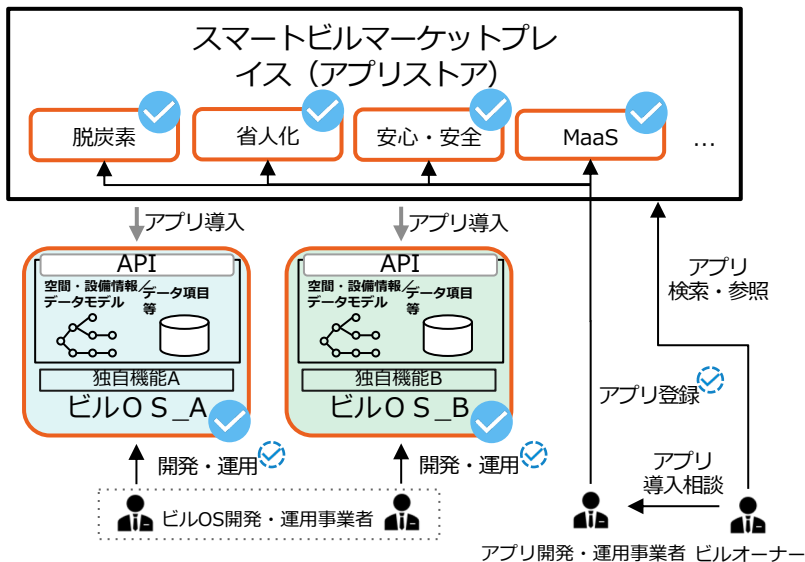 スマートビルマーケットプレ
イス（アプリストア）
脱炭素
省人化
安心・安全
MaaS
…
アプリ導入
アプリ導入
API
空間・設備情報／
データモデル
データ項目
等
独自機能A
ビルＯＳ_A
API
空間・設備情報／
データモデル
データ項目
等
独自機能B
ビルＯＳ_B
アプリ
検索・参照
アプリ登録
開発・運用
開発・運用
アプリ
導入相談
ビルOS開発・運用事業者
アプリ開発・運用事業者
ビルオーナー